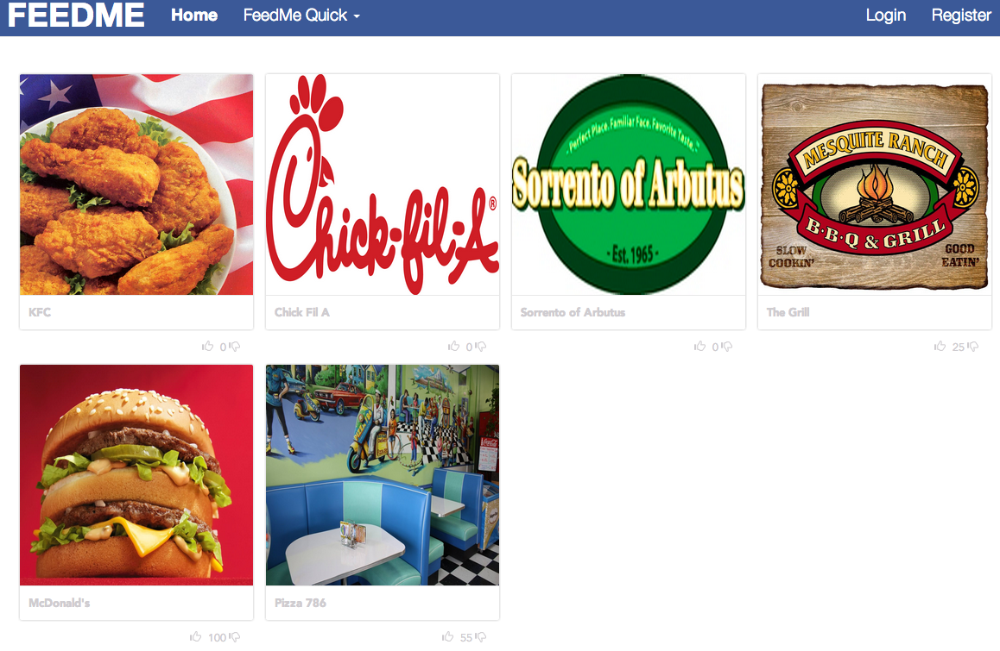 FEEDME Home FeedMe Quick Login Register
Chick-fil-A®
Perfect Place. Familiar Face. Favorite Taste.
Sorrento of Arbutus
· Est. 1965 ·
MESQUITE RANCH
B·B·Q & GRILL
SLOW COOKIN'
GOOD EATIN'
KFC
Chick Fil A
Sorrento of Arbutus
The Grill
0
0
0
25
Coca-Cola
McDonald's
Pizza 786
100
55